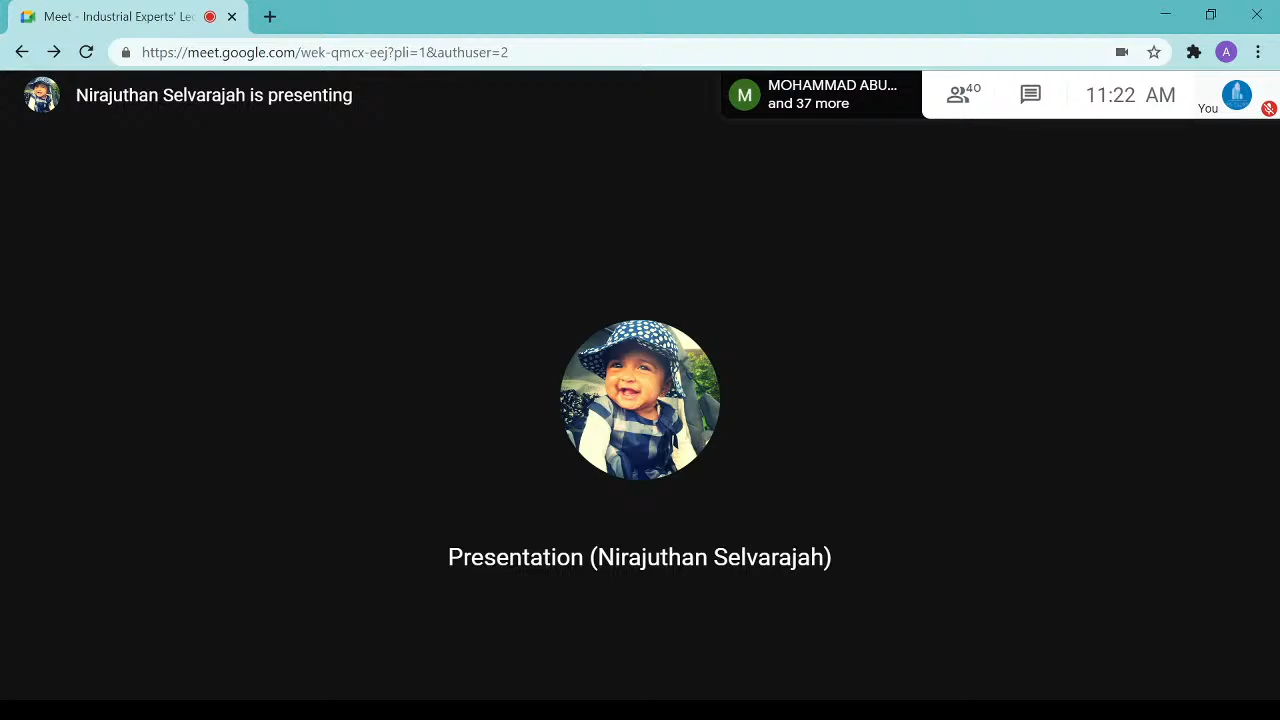 Meet - Industrial Experts' Le
https://meet.google.com/wek-qmcx-eej?pli=1&authuser=2
A
Nirajuthan Selvarajah is presenting
M
MOHAMMAD ABU...
and 37 more
40
11:22 AM
You
Presentation (Nirajuthan Selvarajah)